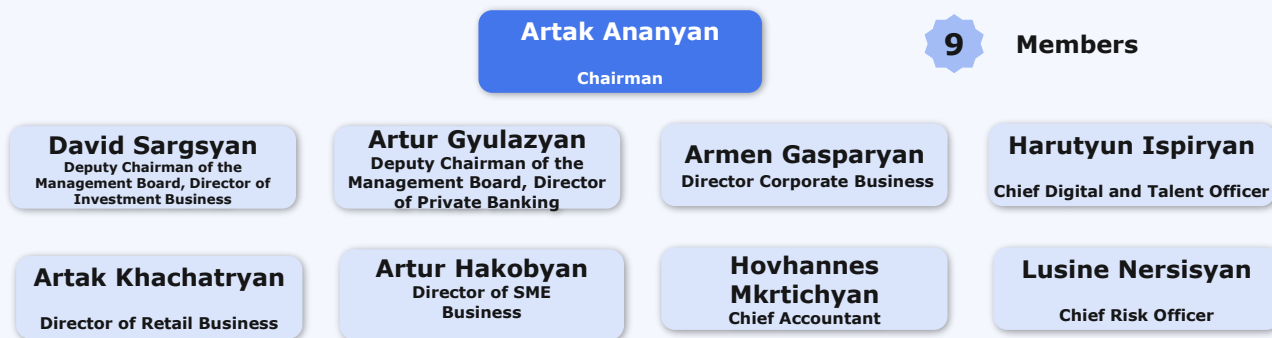 Artak Ananyan
Chairman
9 Members
David Sargsyan
Deputy Chairman of the
Management Board, Director of
Investment Business
Artur Gyulazyan
Deputy Chairman of the
Management Board, Director
of Private Banking
Armen Gasparyan
Director Corporate Business
Harutyun Ispiryan
Chief Digital and Talent Officer
Artak Khachatryan
Director of Retail Business
Artur Hakobyan
Director of SME
Business
Hovhannes
Mkrtichyan
Chief Accountant
Lusine Nersisyan
Chief Risk Officer